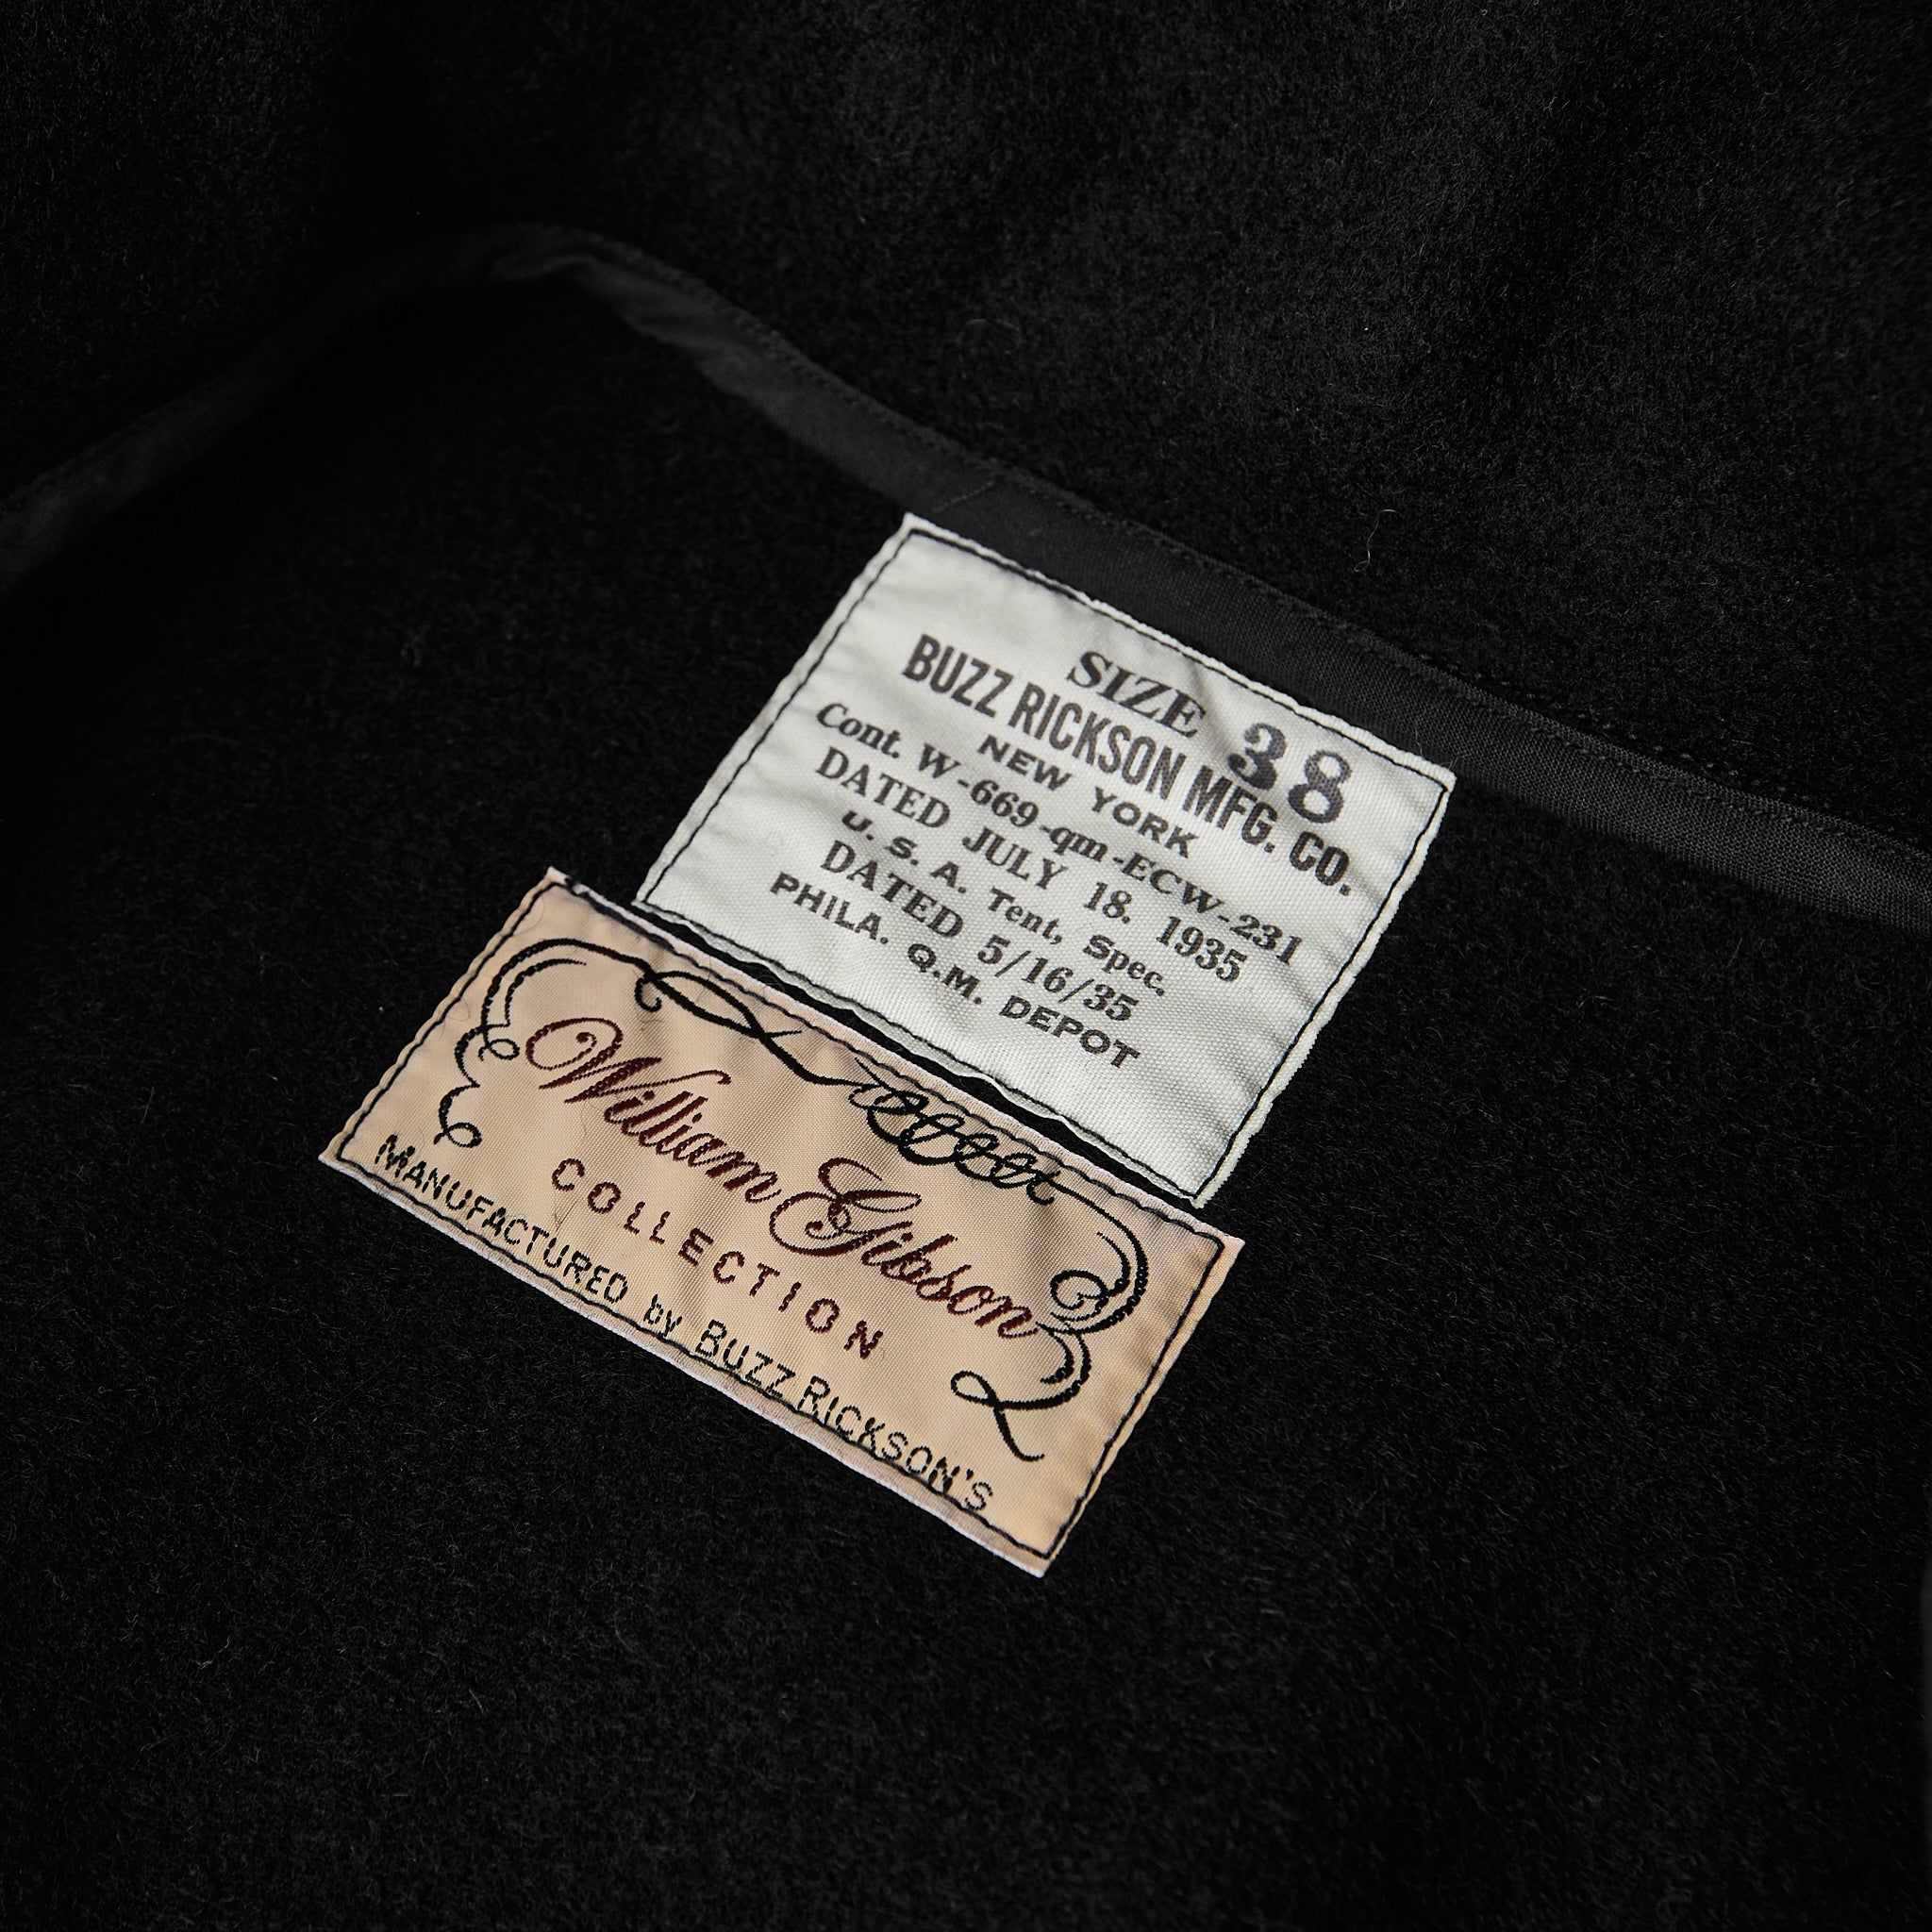 SIZE 38
BUZZ RICKSON MFG. CO.
NEW YORK
Cont. W-669-qm-ECW-231
DATED JULY 18. 1935
U. S. A. Tent, Spec.
DATED 5/16/35
PHILA. Q.M. DEPOT
William Gibson
COLLECTION
MANUFACTURED by BUZZ RICKSON'S